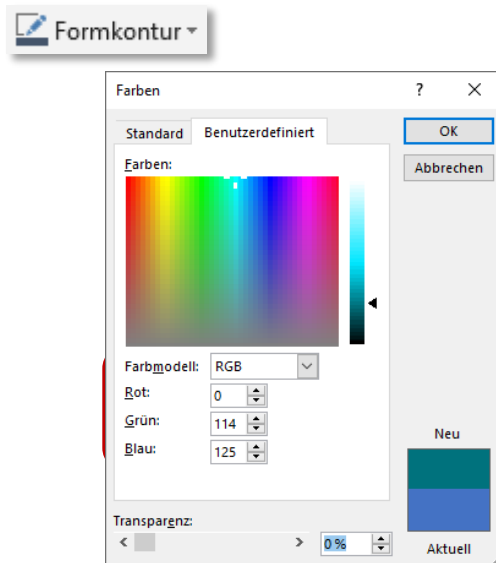 Formkontur
Farben ?
Standard Benutzerdefiniert OK
Farben: Abbrechen
Farbmodell: RGB
Rot: 0
Grün: 114
Blau: 125
Neu
Transparenz:
0 %
Aktuell